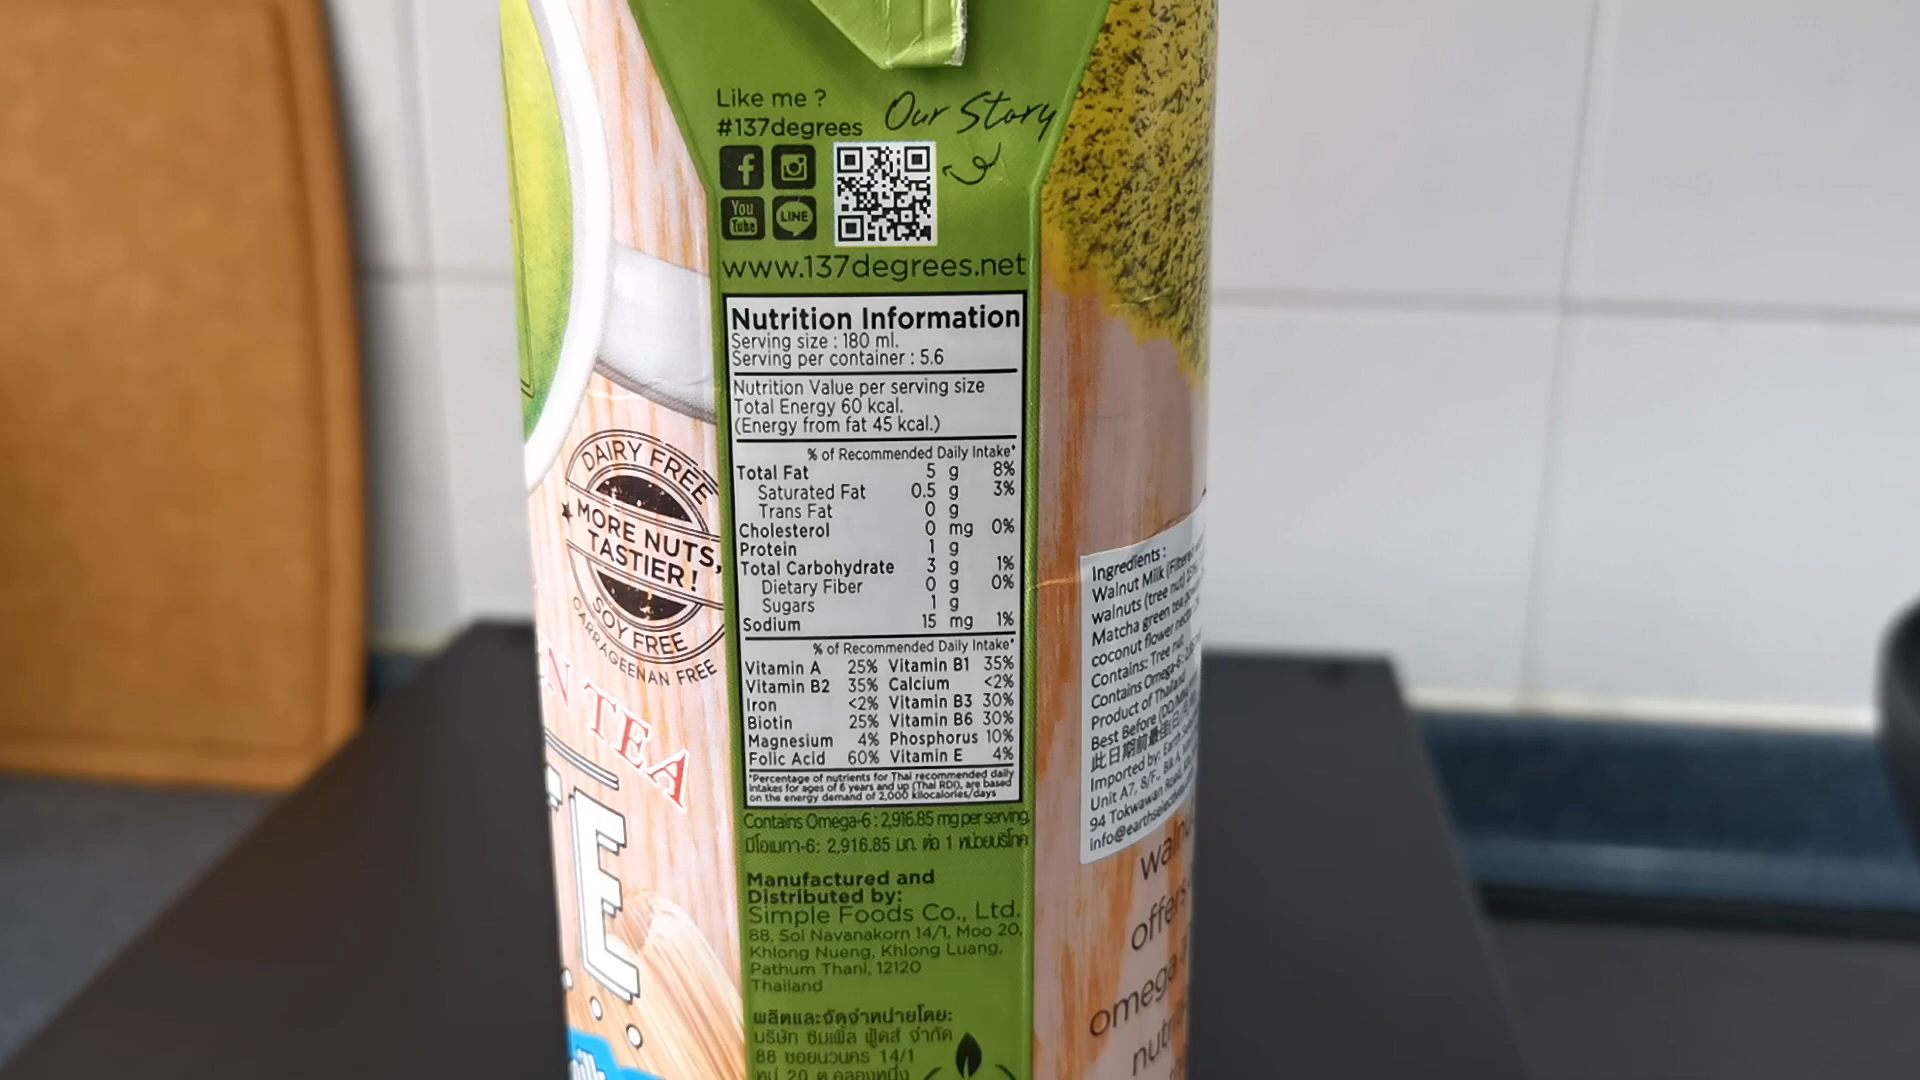 Like me ?
#137degrees
Our Story
You
Tube
LINE
www.137degrees.net
Nutrition Information
Serving size : 180 ml.
Serving per container : 5.6
Nutrition Value per serving size
Total Energy 60 kcal.
(Energy from fat 45 kcal.)
% of Recommended Daily Intake*
Total Fat 5 g 8%
Saturated Fat 0.5 g 3%
Trans Fat 0 g
Cholesterol 0 mg 0%
Protein 1 g
Total Carbohydrate 3 g 1%
Dietary Fiber 0 g 0%
Sugars 1 g
Sodium 15 mg 1%
% of Recommended Daily Intake*
Vitamin A 25% Vitamin B1 35%
Vitamin B2 35% Calcium <2%
Iron <2% Vitamin B3 30%
Biotin 25% Vitamin B6 30%
Magnesium 4% Phosphorus 10%
Folic Acid 60% Vitamin E 4%
*Percentage of nutrients for Thai recommended daily
intakes for ages of 6 years and up (Thai RDI), are based
on the energy demand of 2,000 kilocalories/days
Contains Omega-6 : 2,916.85 mg per serving.
มีโอเมกา-6: 2,916.85 มก. ต่อ 1 หน่วยบริโภค
Manufactured and
Distributed by:
Simple Foods Co., Ltd.
88, Soi Navanakorn 14/1, Moo 20,
Khlong Nueng, Khlong Luang,
Pathum Thani, 12120
Thailand
ผลิตและจัดจำหน่ายโดย:
บริษัท ซิมเพิล ฟู้ดส์ จำกัด
88 ซอยนวนคร 14/1
หมู่ 20 ต.คลองหนึ่ง
DAIRY FREE
MORE NUTS,
TASTIER!
SOY FREE
CARRAGEENAN FREE
TEA
E
Ingredients :
Walnut Milk
walnuts (tree nut)
Matcha green tea
coconut flower
Contains: Tree nut
Contains Omega-6
Product of Thailand
Best Before
此日期前最佳
Imported by: Earth
Unit A7, 8/F., Blk A,
94 Tokwawan Road,